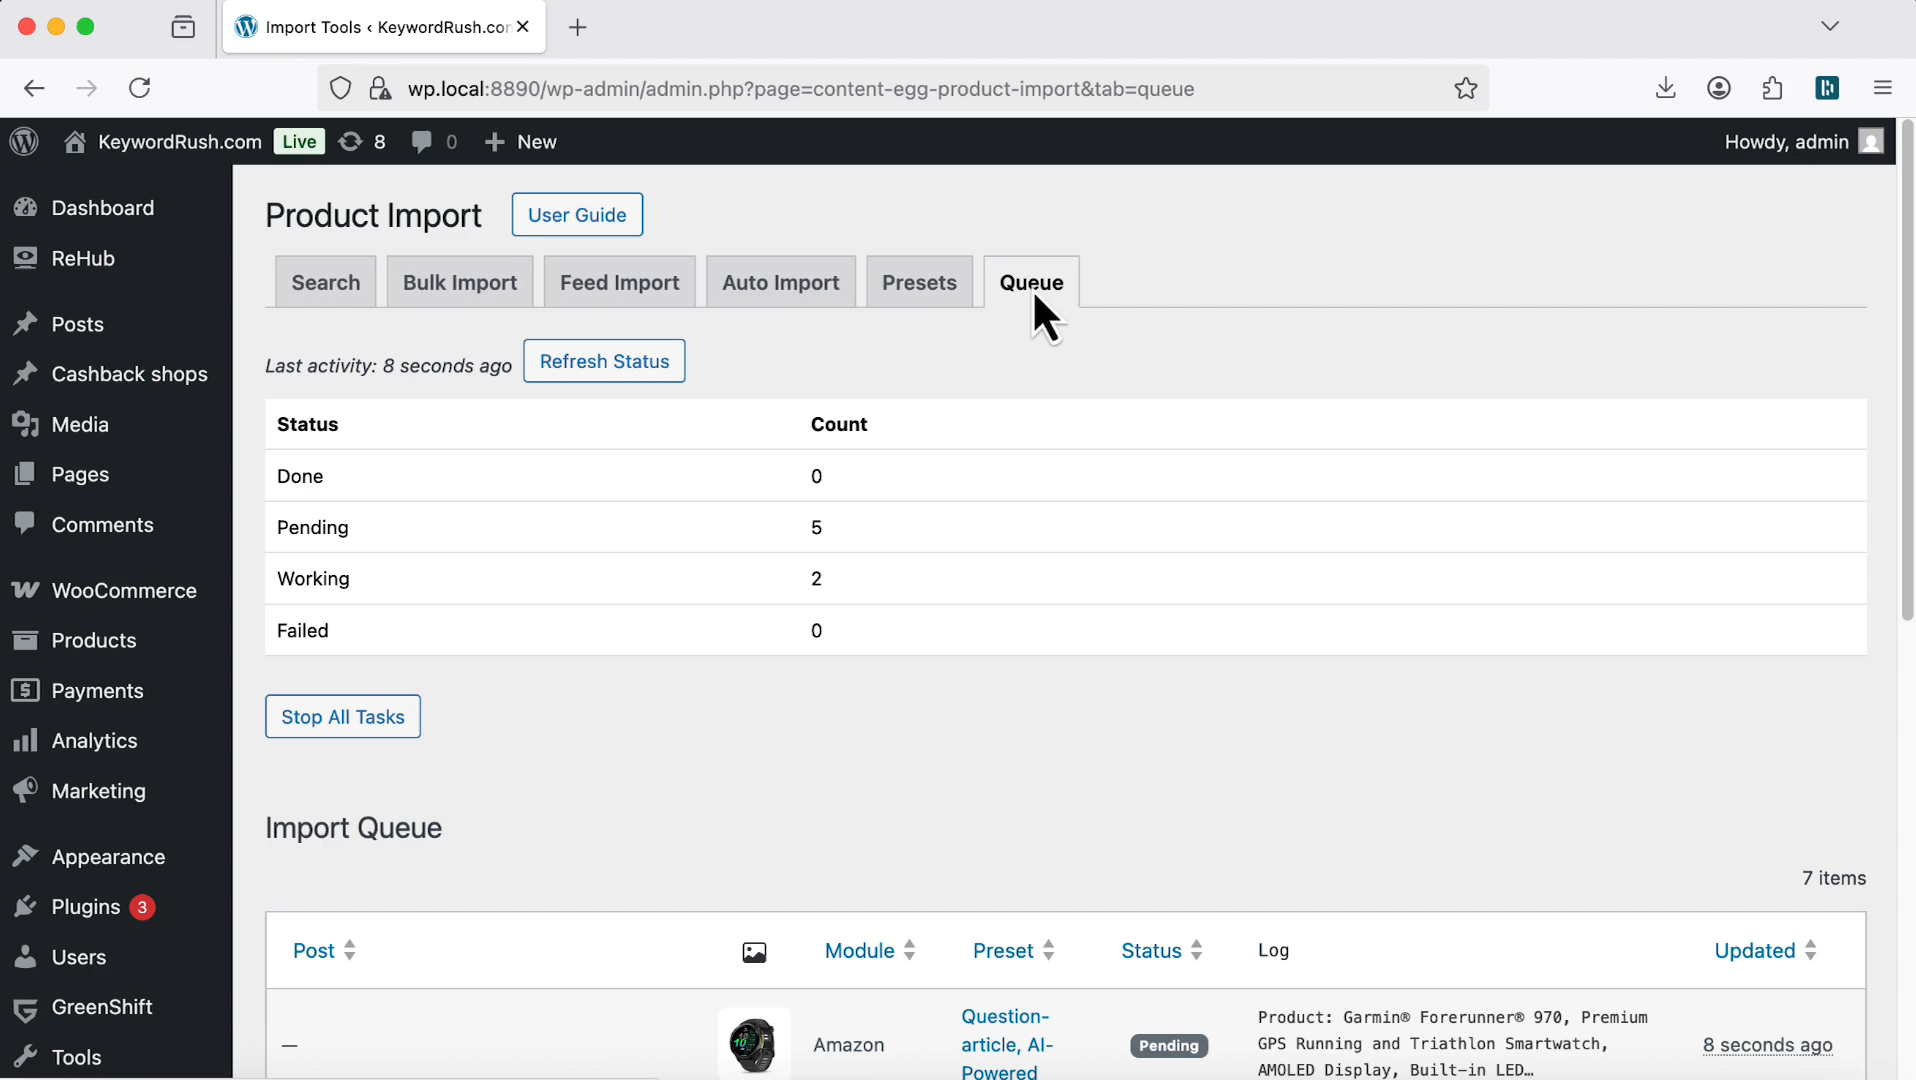 Import Tools ‹ KeywordRush.con
wp.local:8890/wp-admin/admin.php?page=content-egg-product-import&tab=queue
KeywordRush.com Live 8 0 New
Howdy, admin
Dashboard
ReHub
Posts
Cashback shops
Media
Pages
Comments
WooCommerce
Products
Payments
Analytics
Marketing
Appearance
Plugins 3
Users
GreenShift
Tools
Product Import User Guide
Search Bulk Import Feed Import Auto Import Presets Queue
Last activity: 8 seconds ago Refresh Status
Status Count
Done 0
Pending 5
Working 2
Failed 0
Stop All Tasks
Import Queue
7 items
Post Module Preset Status Log Updated
—
Amazon
Question-
article, AI-
Powered
Pending
Product: Garmin® Forerunner® 970, Premium
GPS Running and Triathlon Smartwatch,
AMOLED Display, Built-in LED…
8 seconds ago